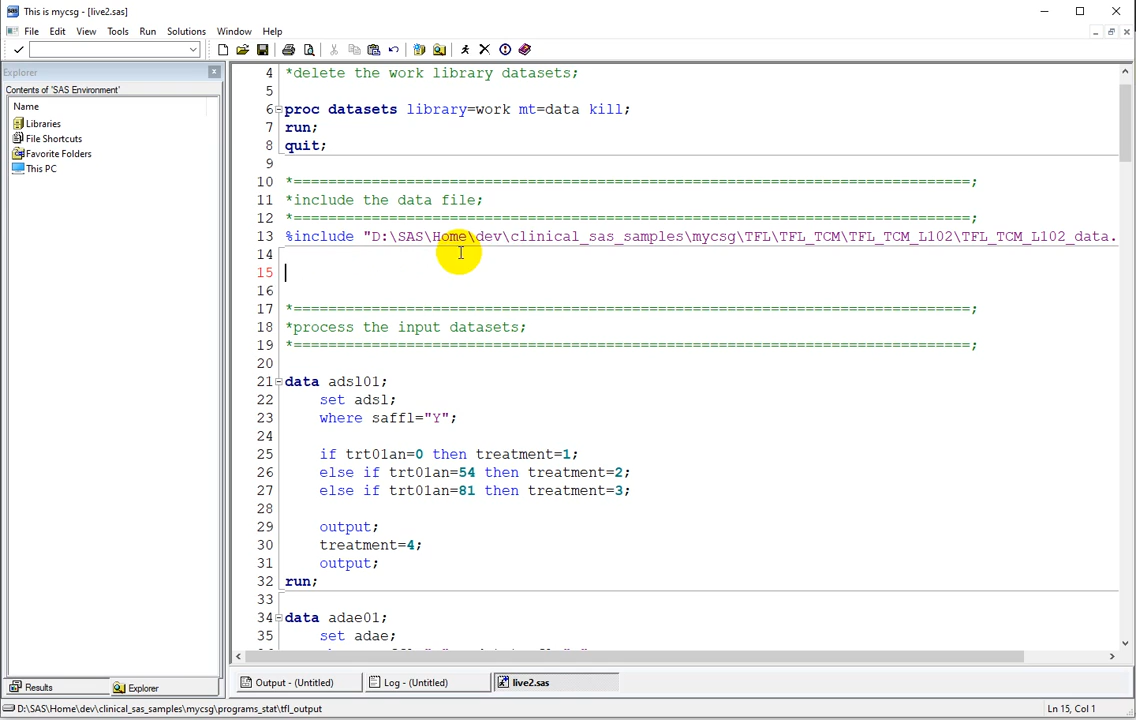 This is mycsg - [live2.sas]
File Edit View Tools Run Solutions Window Help
Explorer
Contents of 'SAS Environment'
Name
Libraries
File Shortcuts
Favorite Folders
This PC
4 *delete the work library datasets;
5
6 proc datasets library=work mt=data kill;
7 run;
8 quit;
9
10 *==============================================================================;
11 *include the data file;
12 *==============================================================================;
13 %include "D:\SAS\Home\dev\clinical_sas_samples\mycsg\TFL\TFL_TCM\TFL_TCM_L102\TFL_TCM_L102_data.
14
15
16
17 *==============================================================================;
18 *process the input datasets;
19 *==============================================================================;
20
21 data adsl01;
22 set adsl;
23 where saffl="Y";
24
25 if trt01an=0 then treatment=1;
26 else if trt01an=54 then treatment=2;
27 else if trt01an=81 then treatment=3;
28
29 output;
30 treatment=4;
31 output;
32 run;
33
34 data adae01;
35 set adae;
Results Explorer
Output - (Untitled) Log - (Untitled) live2.sas
D:\SAS\Home\dev\clinical_sas_samples\mycsg\programs_stat\tfl_output Ln 15, Col 1